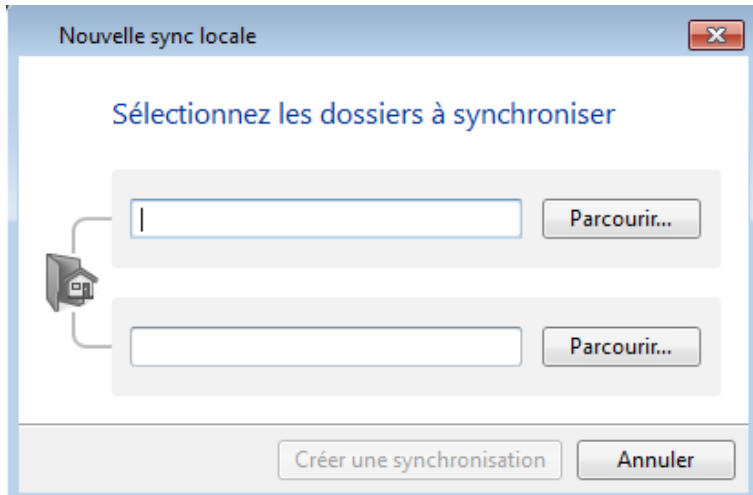 Nouvelle sync locale
Sélectionnez les dossiers à synchroniser
Parcourir...
Parcourir...
Créer une synchronisation Annuler